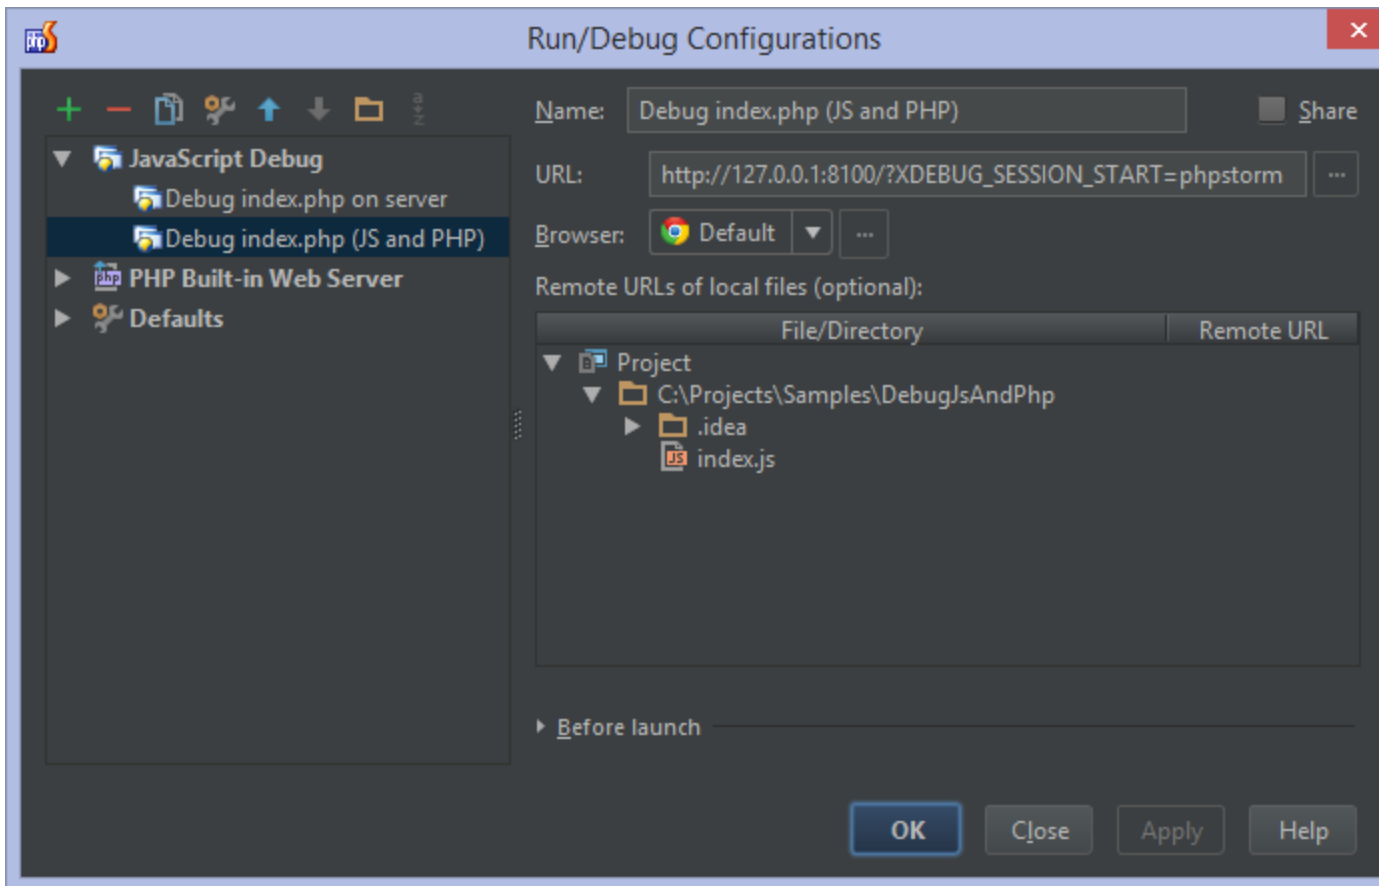 php
Run/Debug Configurations
a
z
Name: Debug index.php (JS and PHP) Share
JavaScript Debug
Debug index.php on server
Debug index.php (JS and PHP)
php PHP Built-in Web Server
Defaults
URL: http://127.0.0.1:8100/?XDEBUG_SESSION_START=phpstorm ...
Browser: Default ...
Remote URLs of local files (optional):
File/Directory Remote URL
Project
C:\Projects\Samples\DebugJsAndPhp
.idea
JS index.js
Before launch
OK Close Apply Help